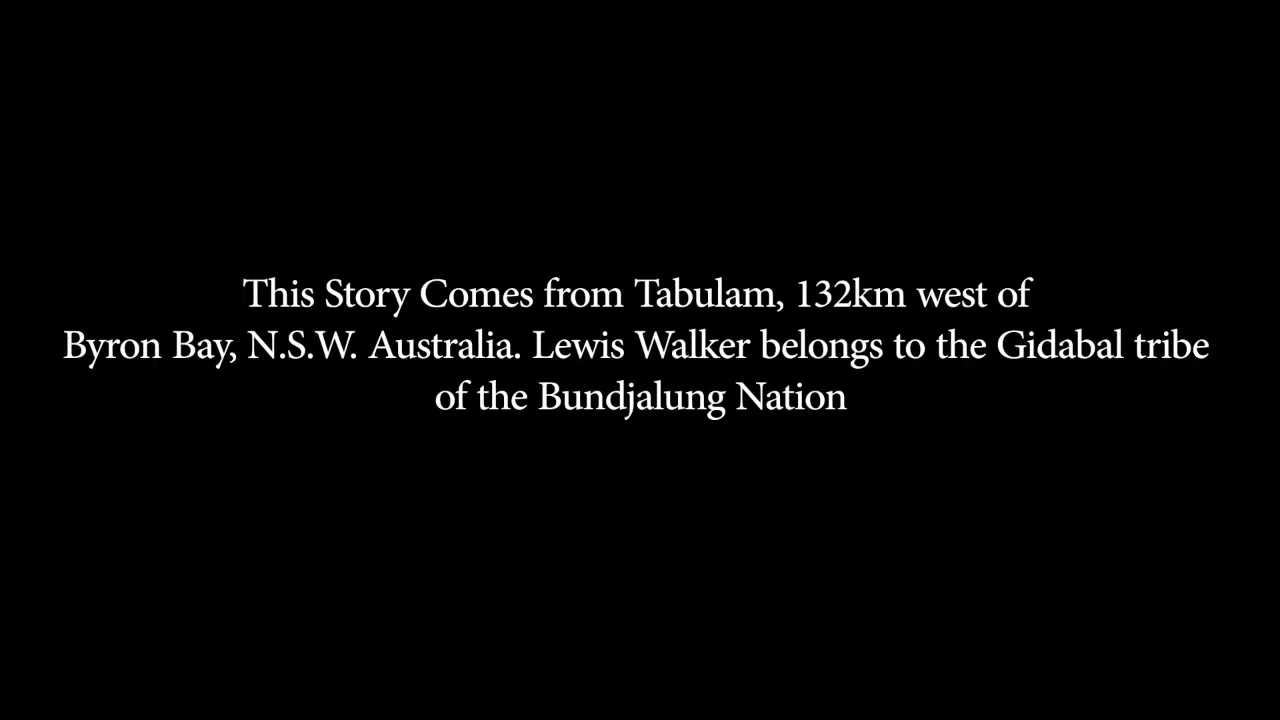 This Story Comes from Tabulam, 132km west of
Byron Bay, N.S.W. Australia. Lewis Walker belongs to the Gidabal tribe
of the Bundjalung Nation